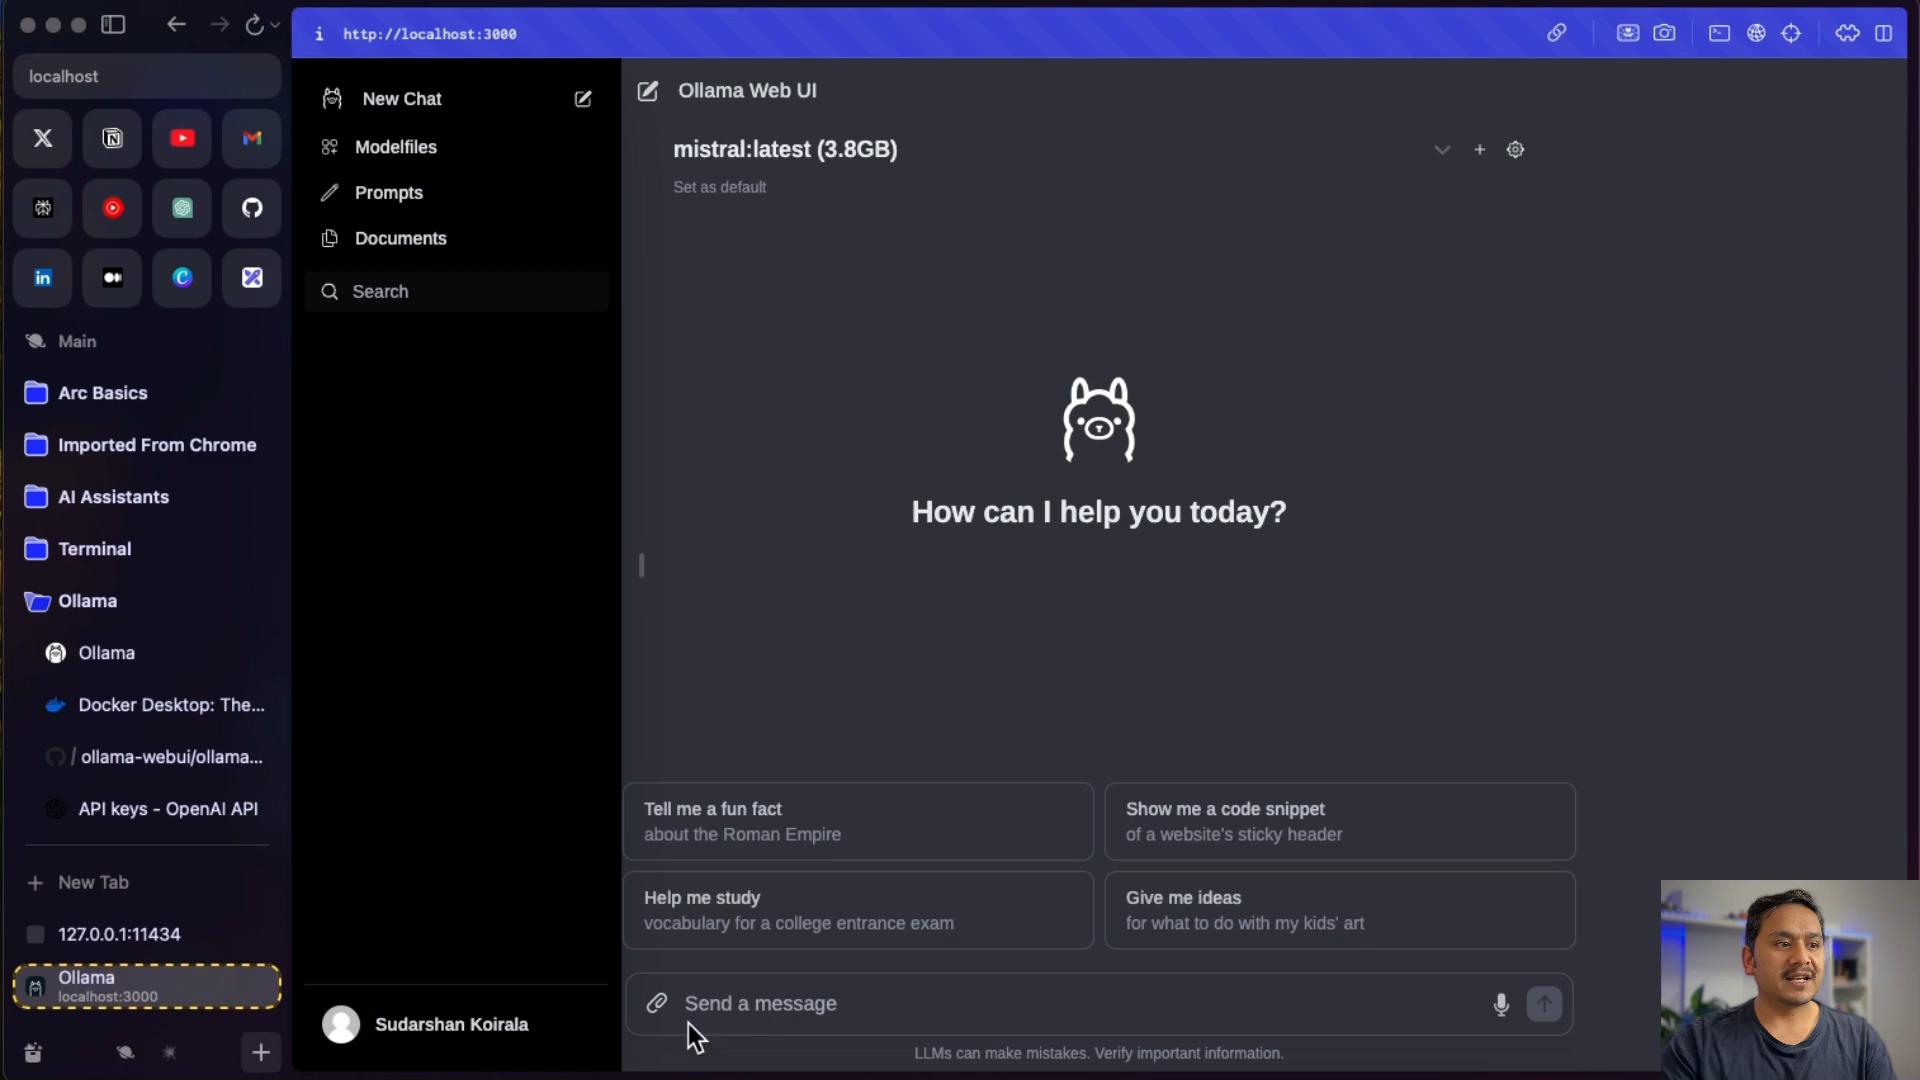 localhost
Main
Arc Basics
Imported From Chrome
AI Assistants
Terminal
Ollama
Ollama
Docker Desktop: The...
/ ollama-webui/ollama...
API keys - OpenAI API
+ New Tab
127.0.0.1:11434
Ollama
localhost:3000
http://localhost:3000
New Chat
Modelfiles
Prompts
Documents
Search
Sudarshan Koirala
Ollama Web UI
mistral:latest (3.8GB)
Set as default
How can I help you today?
Tell me a fun fact
about the Roman Empire
Show me a code snippet
of a website's sticky header
Help me study
vocabulary for a college entrance exam
Give me ideas
for what to do with my kids' art
Send a message
LLMs can make mistakes. Verify important information.